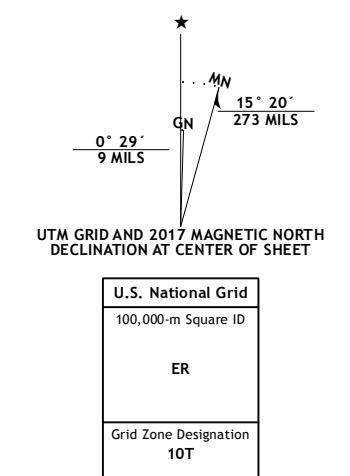 ★
MN
15° 20´
273 MILS
GN
0° 29´
9 MILS
UTM GRID AND 2017 MAGNETIC NORTH
DECLINATION AT CENTER OF SHEET
U.S. National Grid
100,000-m Square ID
ER
Grid Zone Designation
10T